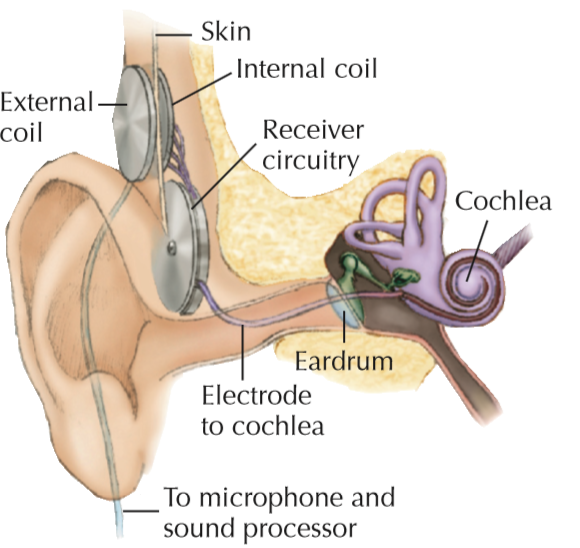 Skin
Internal coil
External
coil
Receiver
circuitry
Cochlea
Eardrum
Electrode
to cochlea
To microphone and
sound processor